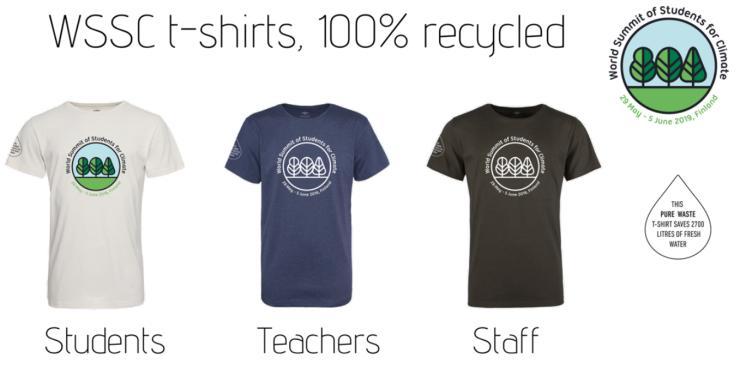 WSSC t-shirts, 100% recycled
World Summit of Students for Climate
29 May - 5 June 2019, Finland
World Summit of Students for Climate
29 May - 5 June 2019, Finland
World Summit of Students for Climate
29 May - 5 June 2019, Finland
World Summit of Students for Climate
29 May - 5 June 2019, Finland
THIS
PURE WASTE
T-SHIRT SAVES 2700
LITRES OF FRESH
WATER
Students
Teachers
Staff